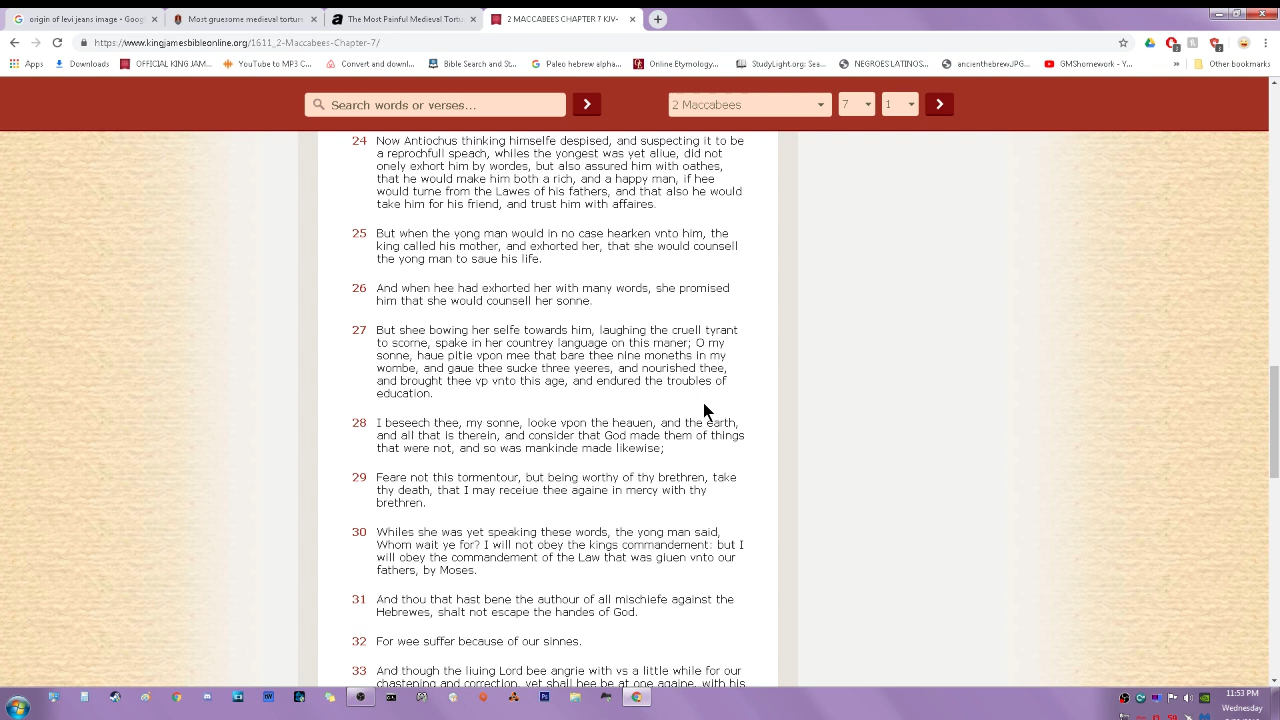 origin of levi jeans image - Goog
Most gruesome medieval torture
The Most Painful Medieval Tortu
2 MACCABEES CHAPTER 7 KJV-
https://www.kingjamesbibleonline.org/1611_2-Maccabees-Chapter-7/
Apps
Downloads
OFFICIAL KING JAM...
YouTube to MP3 C...
Convert and downl...
Bible Search and S...
Paleo hebrew alpha...
Online Etymology...
StudyLight.org: Sea...
NEGROES LATINOS...
ancienthebrewJPG...
GMShomework - Y...
»
Other bookmarks
Search words or verses...
2 Maccabees
7
1
24 Now Antiochus thinking himselfe despised, and suspecting it to be
a reprochfull speach, whiles the yongest was yet aliue, did not
onely exhort him by wordes, but also assured him with oathes,
that he would make him both a rich, and a happy man, if hee
would turne from the Lawes of his fathers, and that also he would
take him for his friend, and trust him with affaires.
25 But when the yong man would in no case hearken vnto him, the
king called his mother, and exhorted her, that she would counsell
the yong man to saue his life.
26 And when hee had exhorted her with many words, she promised
him that she would counsell her sonne.
27 But shee bowing her selfe towards him, laughing the cruell tyrant
to scorne, spake in her countrey language on this maner; O my
sonne, haue pitie vpon mee that bare thee nine moneths in my
wombe, and gaue thee sucke three yeeres, and nourished thee,
and brought thee vp vnto this age, and endured the troubles of
education.
28 I beseech thee, my sonne, looke vpon the heauen, and the earth,
and all that is therein, and consider that God made them of things
that were not, and so was mankinde made likewise;
29 Feare not this tormentour, but being worthy of thy brethren, take
thy death, that I may receiue thee againe in mercy with thy
brethren.
30 Whiles she was yet speaking these words, the yong man said,
Whom wait ye for? I will not obey the kings commandement: but I
will obey the commandement of the Law that was giuen vnto our
fathers, by Moses.
31 And thou that hast bene the authour of all mischiefe against the
Hebrewes, shalt not escape the handes of God.
32 For wee suffer because of our sinnes.
33 And though the liuing Lord bee angrie with vs a little while for our
chastening and correction, yet shall hee be at one againe, with his
11:53 PM
Wednesday